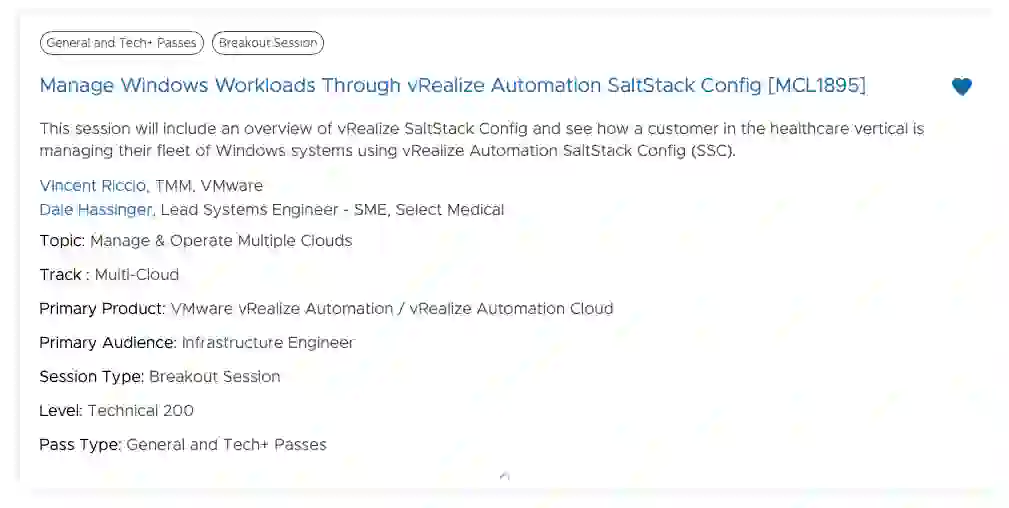 General and Tech+ Passes
Breakout Session
Manage Windows Workloads Through vRealize Automation SaltStack Config [MCL1895]
This session will include an overview of vRealize SaltStack Config and see how a customer in the healthcare vertical is
managing their fleet of Windows systems using vRealize Automation SaltStack Config (SSC).
Vincent Riccio, TMM, VMware
Dale Hassinger, Lead Systems Engineer - SME, Select Medical
Topic: Manage & Operate Multiple Clouds
Track : Multi-Cloud
Primary Product: VMware vRealize Automation / vRealize Automation Cloud
Primary Audience: Infrastructure Engineer
Session Type: Breakout Session
Level: Technical 200
Pass Type: General and Tech+ Passes